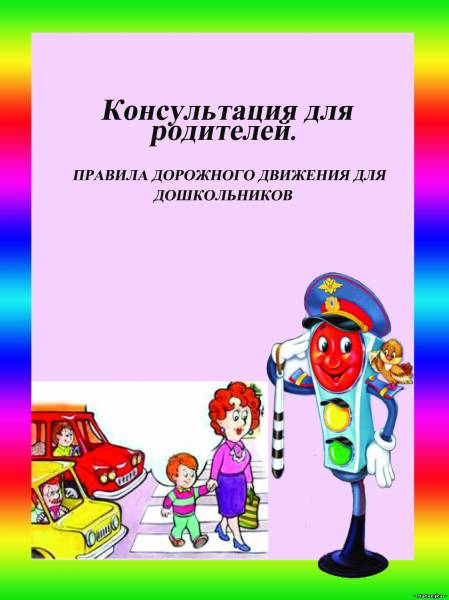 Консультация для
родителей.
ПРАВИЛА ДОРОЖНОГО ДВИЖЕНИЯ ДЛЯ
ДОШКОЛЬНИКОВ